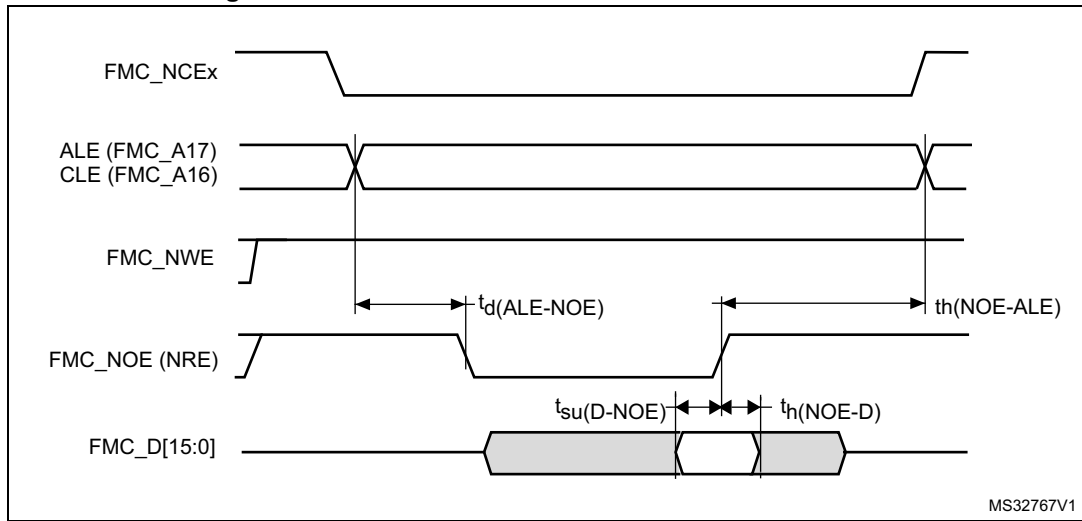 FMC_NCEx
ALE (FMC_A17)
CLE (FMC_A16)
FMC_NWE
td(ALE-NOE)
th(NOE-ALE)
FMC_NOE (NRE)
tsu(D-NOE)
th(NOE-D)
FMC_D[15:0]
MS32767V1